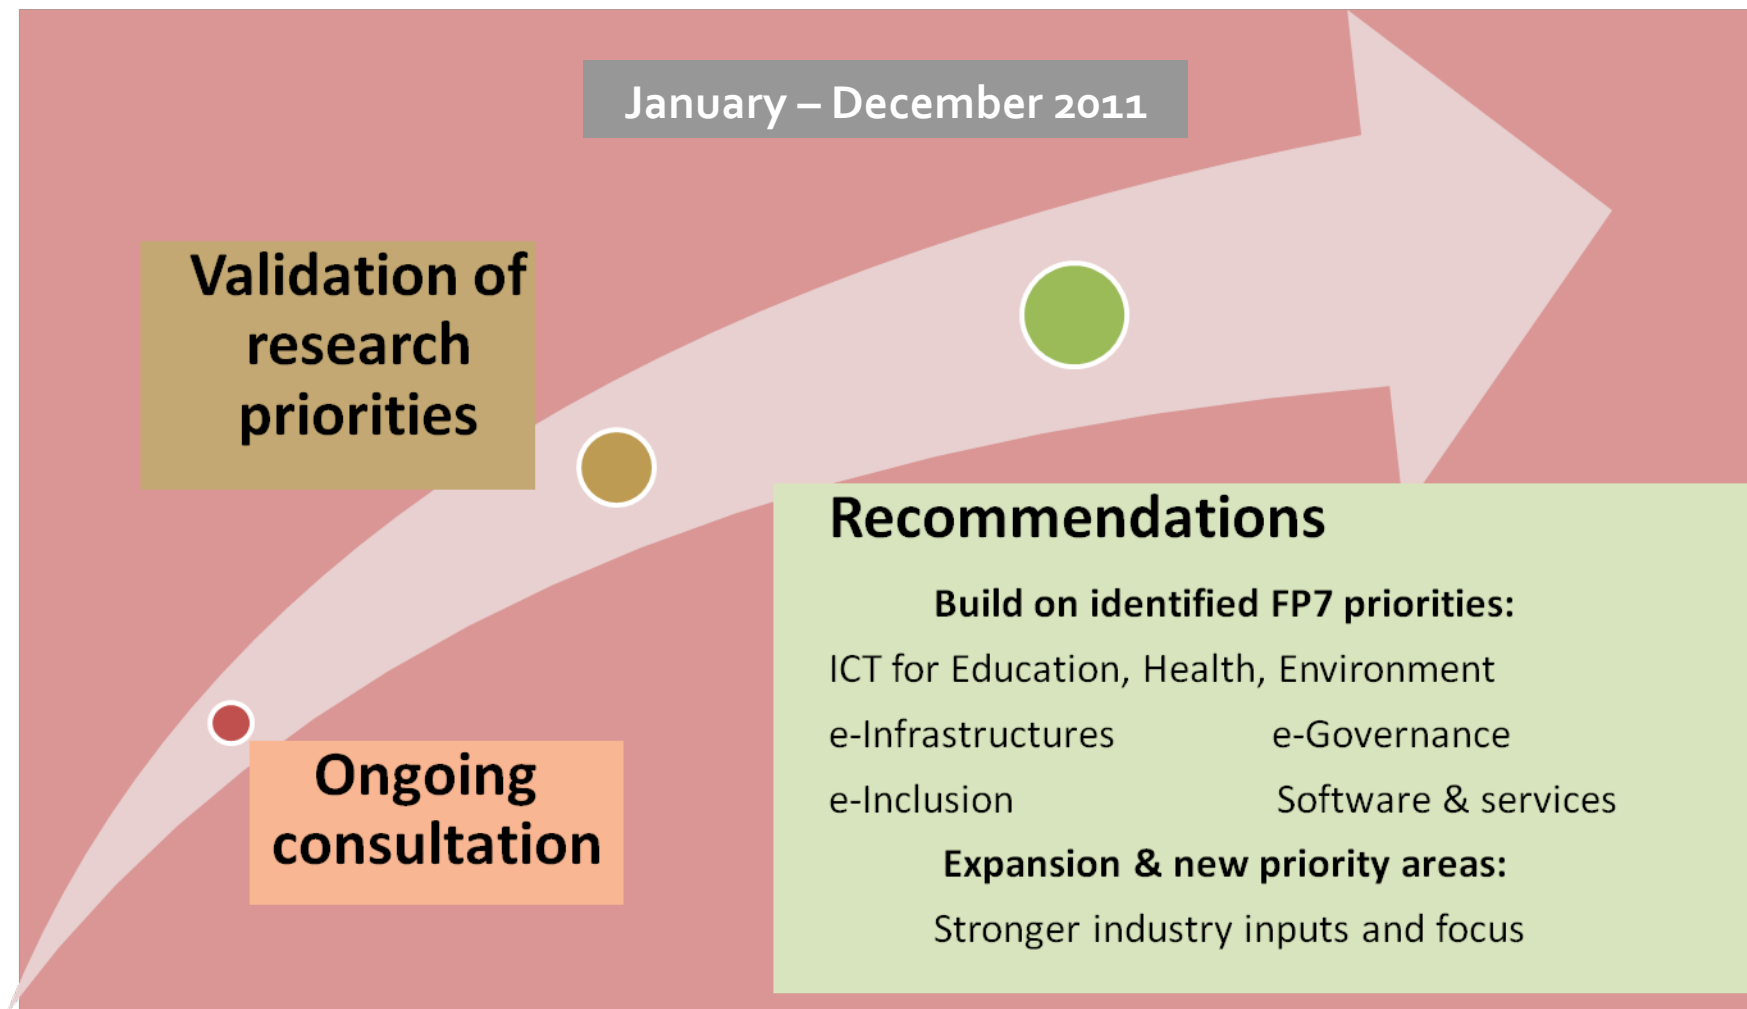 January – December 2011
Validation of
research
priorities
Ongoing
consultation
Recommendations
Build on identified FP7 priorities:
ICT for Education, Health, Environment
e-Infrastructures e-Governance
e-Inclusion Software & services
Expansion & new priority areas:
Stronger industry inputs and focus